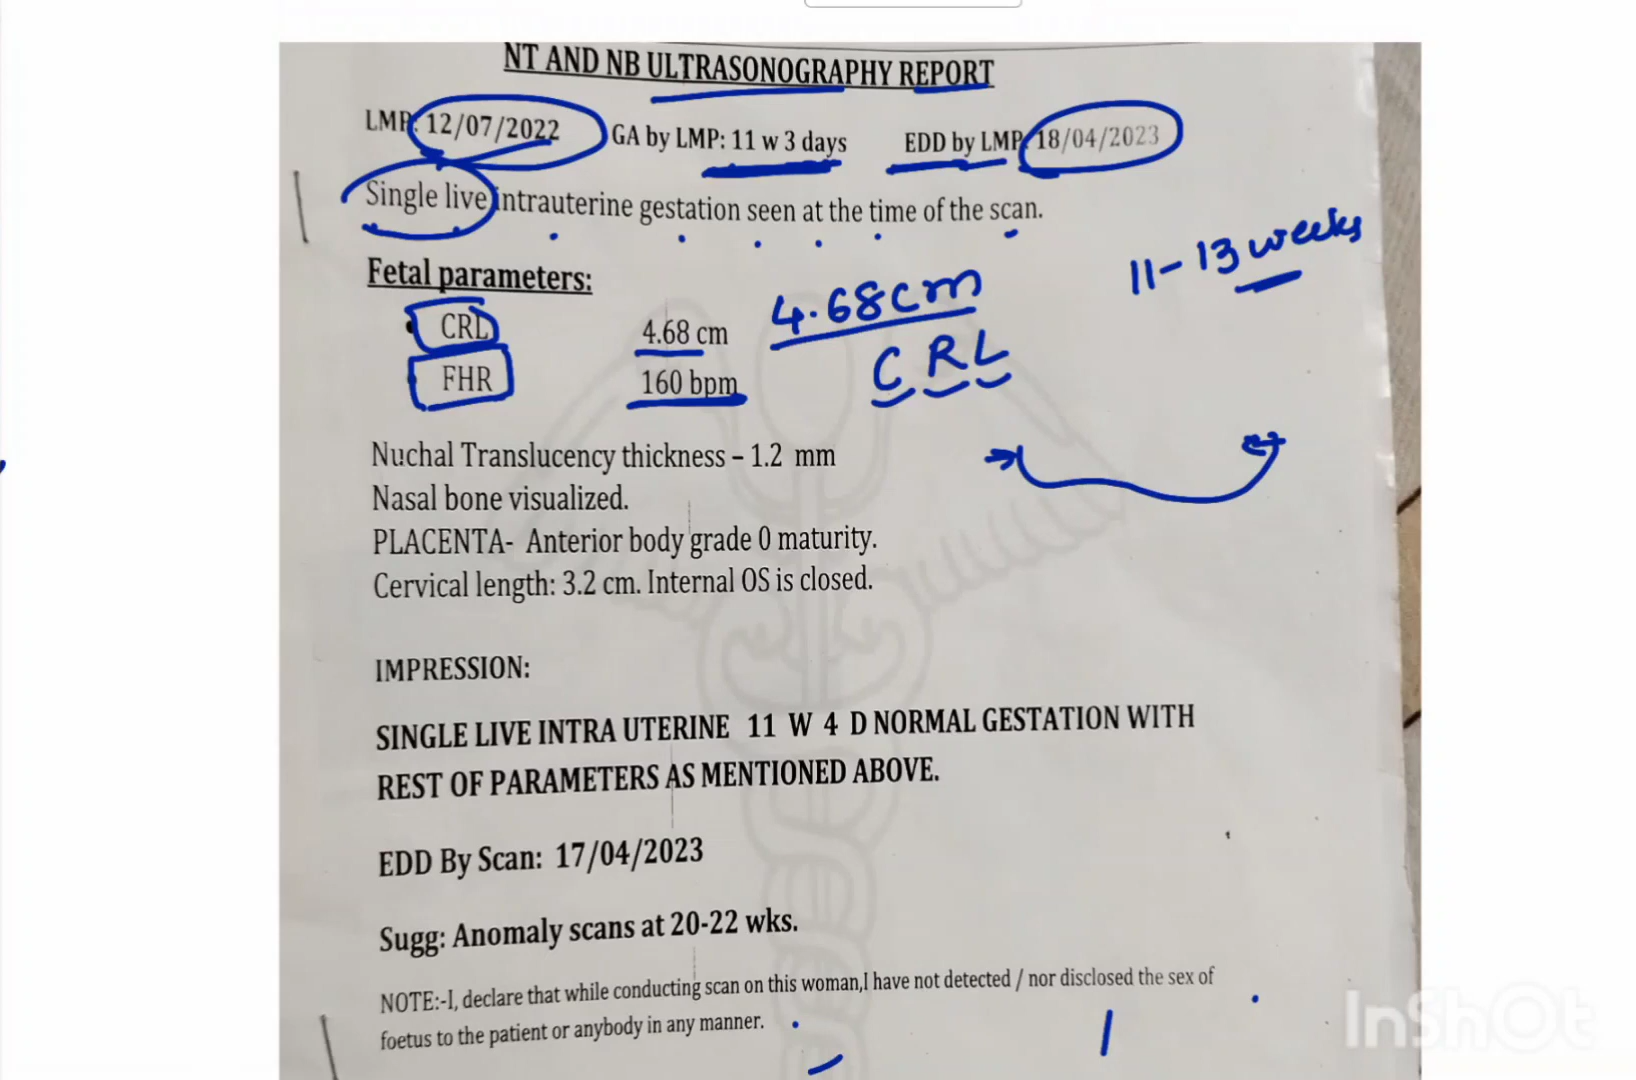 NT AND NB ULTRASONOGRAPHY REPORT
LMP: 12/07/2022 GA by LMP: 11 w 3 days EDD by LMP: 18/04/2023
Single live intrauterine gestation seen at the time of the scan.
11-13 weeks
Fetal parameters:
CRL 4.68 cm 4.68cm
FHR 160 bpm CRL
Nuchal Translucency thickness – 1.2 mm
Nasal bone visualized.
PLACENTA- Anterior body grade 0 maturity.
Cervical length: 3.2 cm. Internal OS is closed.
IMPRESSION:
SINGLE LIVE INTRA UTERINE 11 W 4 D NORMAL GESTATION WITH
REST OF PARAMETERS AS MENTIONED ABOVE.
EDD By Scan: 17/04/2023
Sugg: Anomaly scans at 20-22 wks.
NOTE:-I, declare that while conducting scan on this woman,I have not detected / nor disclosed the sex of
foetus to the patient or anybody in any manner.
InShOt